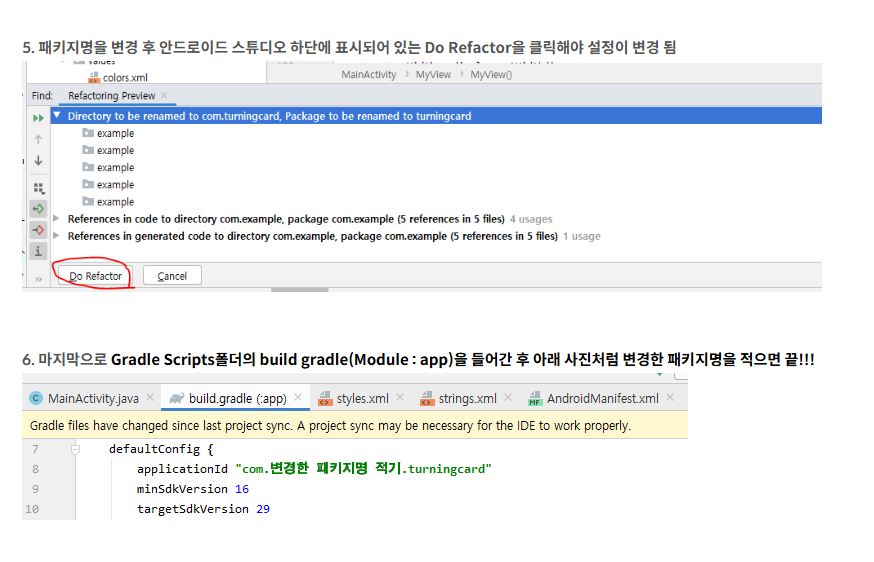 5. 패키지명을 변경 후 안드로이드 스튜디오 하단에 표시되어 있는 Do Refactor을 클릭해야 설정이 변경 됨
values
colors.xml
MainActivity > MyView > MyView()
Find: Refactoring Preview ×
Directory to be renamed to com.turningcard, Package to be renamed to turningcard
example
example
example
example
example
References in code to directory com.example, package com.example (5 references in 5 files) 4 usages
References in generated code to directory com.example, package com.example (5 references in 5 files) 1 usage
Do Refactor Cancel
6. 마지막으로 Gradle Scripts폴더의 build gradle(Module : app)을 들어간 후 아래 사진처럼 변경한 패키지명을 적으면 끝!!!
MainActivity.java × build.gradle (:app) × styles.xml × strings.xml × AndroidManifest.xml ×
Gradle files have changed since last project sync. A project sync may be necessary for the IDE to work properly.
7 defaultConfig {
8 applicationId "com.변경한 패키지명 적기.turningcard"
9 minSdkVersion 16
10 targetSdkVersion 29